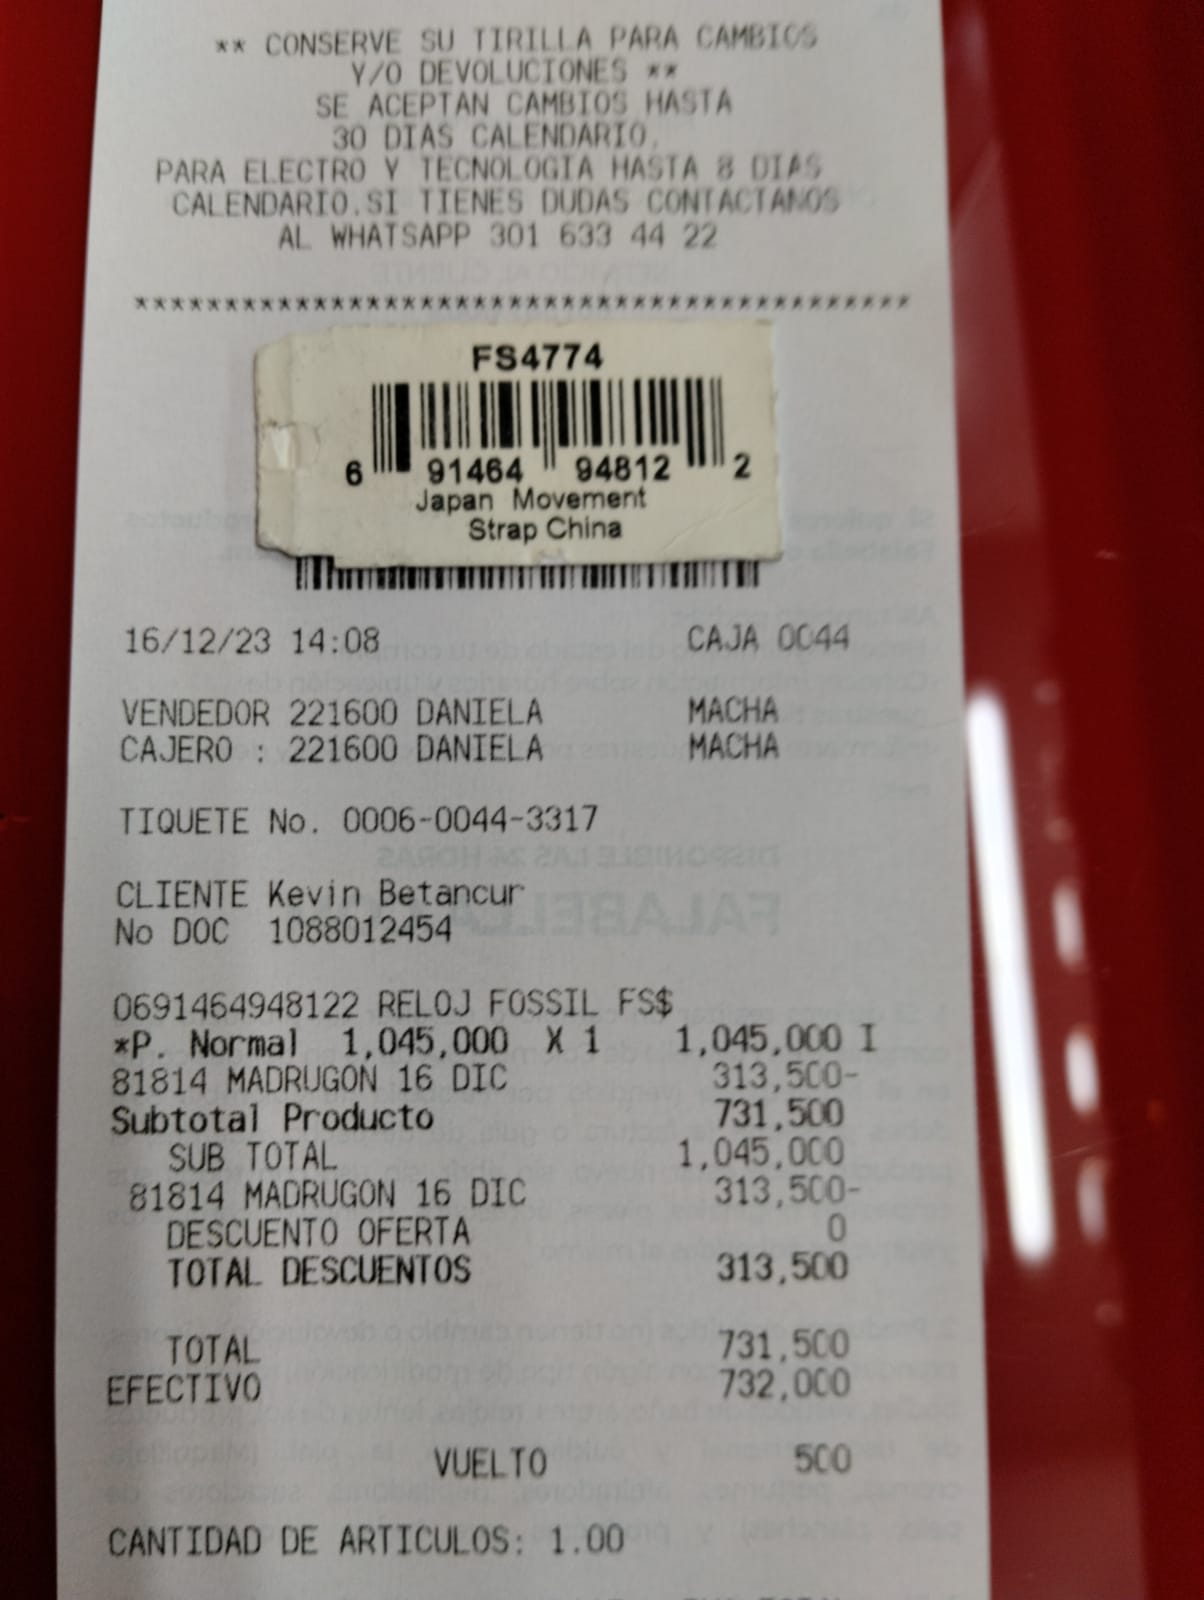 ** CONSERVE SU TIRILLA PARA CAMBIOS
Y/O DEVOLUCIONES **
SE ACEPTAN CAMBIOS HASTA
30 DIAS CALENDARIO.
PARA ELECTRO Y TECNOLOGIA HASTA 8 DIAS
CALENDARIO.SI TIENES DUDAS CONTACTANOS
AL WHATSAPP 301 633 44 22
*******************************************
FS4774
6 91464 94812 2
Japan Movement
Strap China
16/12/23 14:08 CAJA 0044
VENDEDOR 221600 DANIELA MACHA
CAJERO : 221600 DANIELA MACHA
TIQUETE No. 0006-0044-3317
CLIENTE Kevin Betancur
No DOC 1088012454
0691464948122 RELOJ FOSSIL FS$
*P. Normal 1,045,000 X 1 1,045,000 I
81814 MADRUGON 16 DIC 313,500-
Subtotal Producto 731,500
SUB TOTAL 1,045,000
81814 MADRUGON 16 DIC 313,500-
DESCUENTO OFERTA 0
TOTAL DESCUENTOS 313,500
TOTAL 731,500
EFECTIVO 732,000
VUELTO 500
CANTIDAD DE ARTICULOS: 1.00